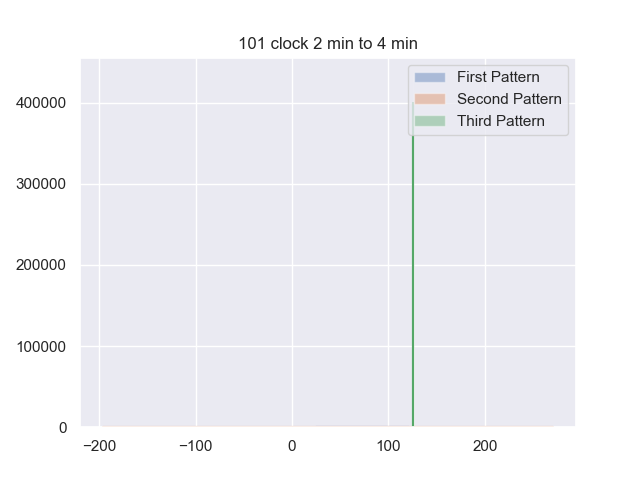 101 clock 2 min to 4 min
First Pattern
Second Pattern
Third Pattern
400000
300000
200000
100000
0
−200 −100 0 100 200